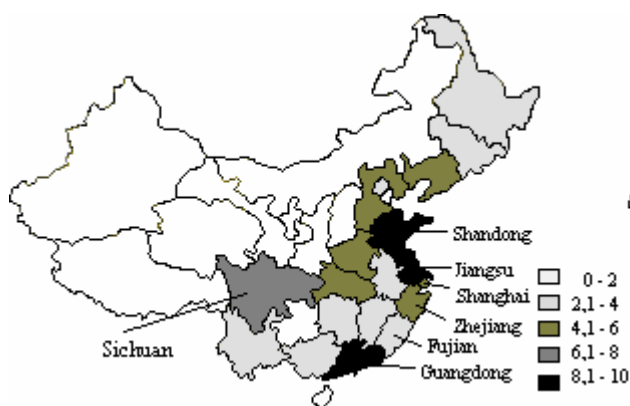 Shandong
Jiangsu
Shanghai
Zhejiang
Fujian
Guangdong
Sichuan
0 - 2
2,1 - 4
4,1 - 6
6,1 - 8
8,1 - 10